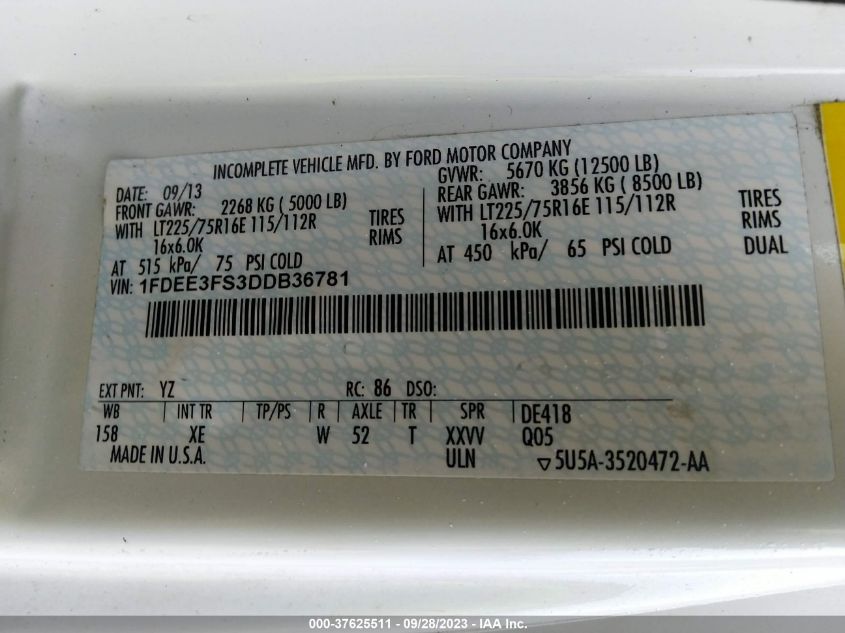 INCOMPLETE VEHICLE MFD. BY FORD MOTOR COMPANY
DATE: 09/13
FRONT GAWR: 2268 KG ( 5000 LB)
WITH LT225/75R16E 115/112R TIRES
16x6.0K RIMS
AT 515 kPa/ 75 PSI COLD
GVWR: 5670 KG (12500 LB)
REAR GAWR: 3856 KG ( 8500 LB)
WITH LT225/75R16E 115/112R TIRES
16x6.0K RIMS
AT 450 kPa/ 65 PSI COLD DUAL
VIN: 1FDEE3FS3DDB36781
EXT PNT: YZ RC: 86 DSO:
WB INT TR TP/PS R AXLE TR SPR DE418
158 XE W 52 T XXVV Q05
MADE IN U.S.A. ULN 5U5A-3520472-AA
000-37625511 - 09/28/2023 - IAA Inc.